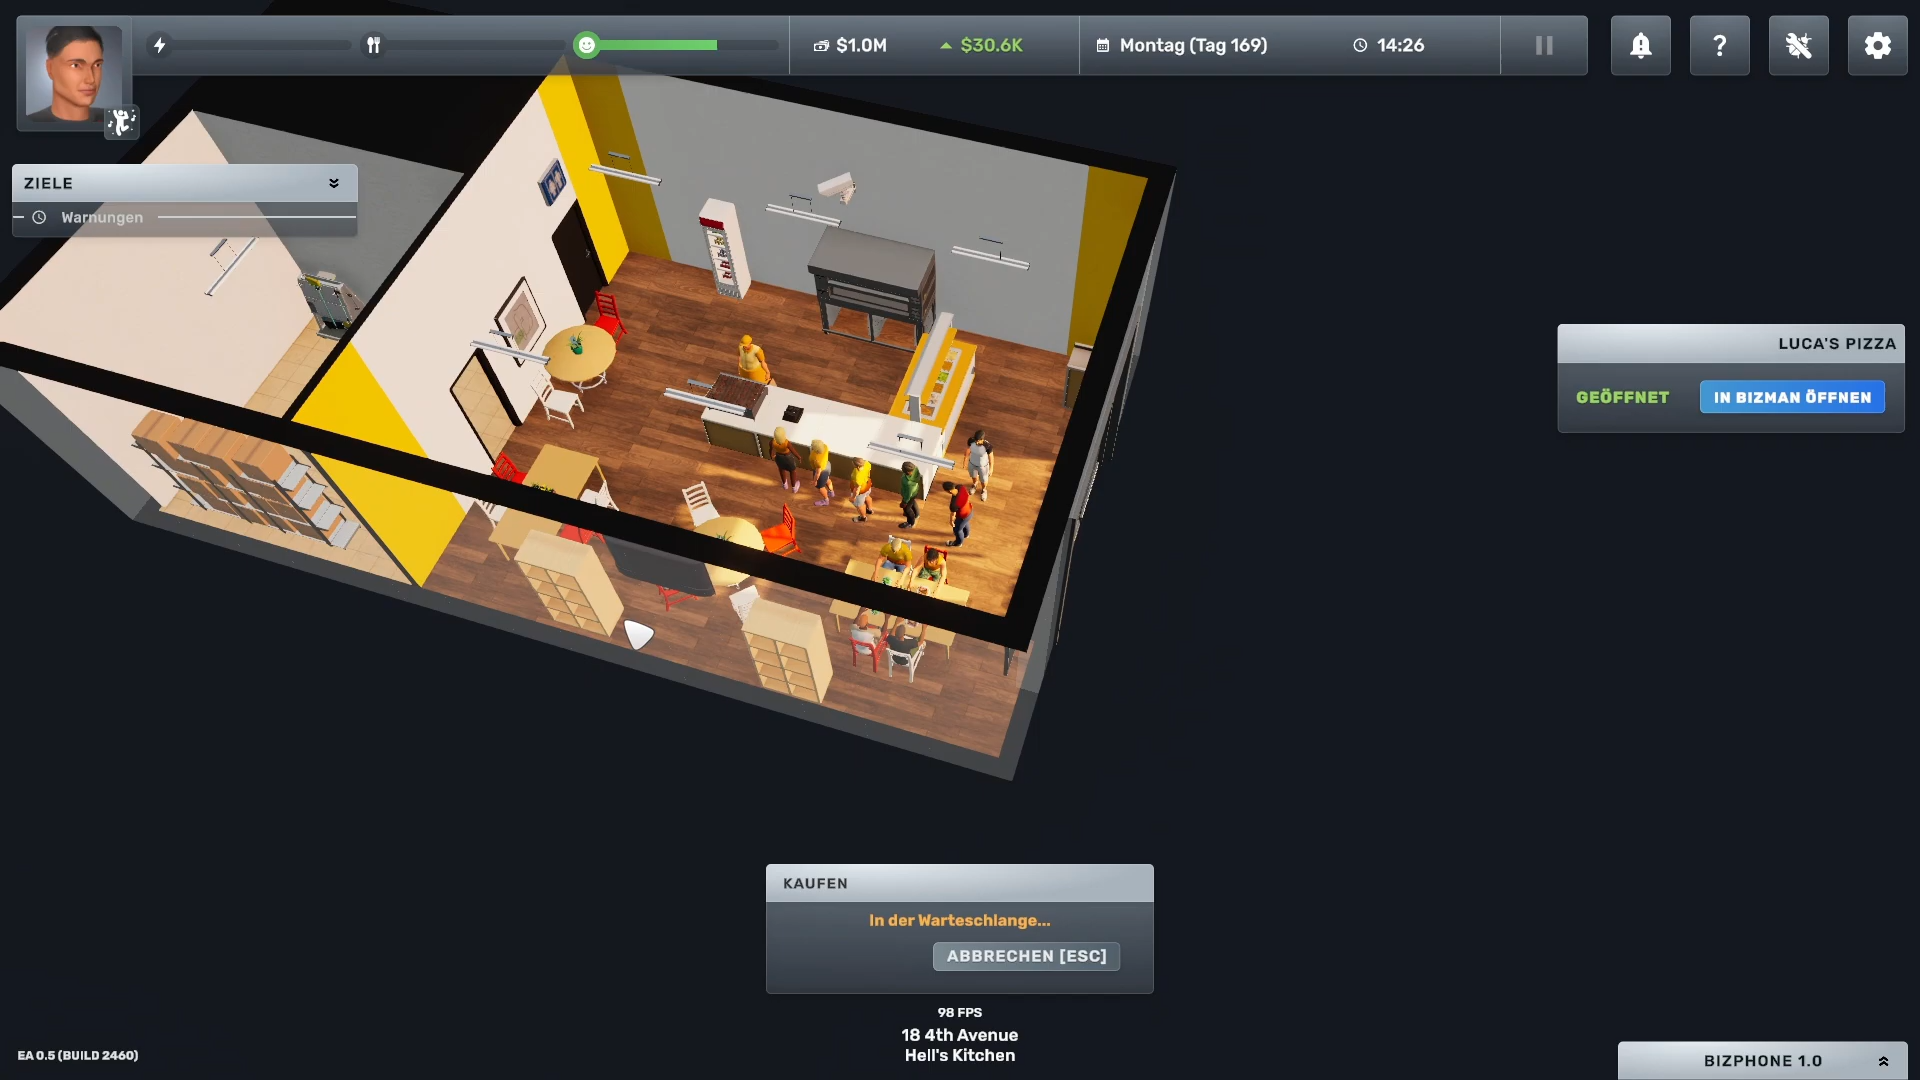 $1.0M
$30.6K
Montag (Tag 169)
14:26
?
ZIELE
Warnungen
LUCA'S PIZZA
GEÖFFNET
IN BIZMAN ÖFFNEN
KAUFEN
In der Warteschlange...
ABBRECHEN [ESC]
98 FPS
18 4th Avenue
Hell's Kitchen
EA 0.5 (BUILD 2460)
BIZPHONE 1.0